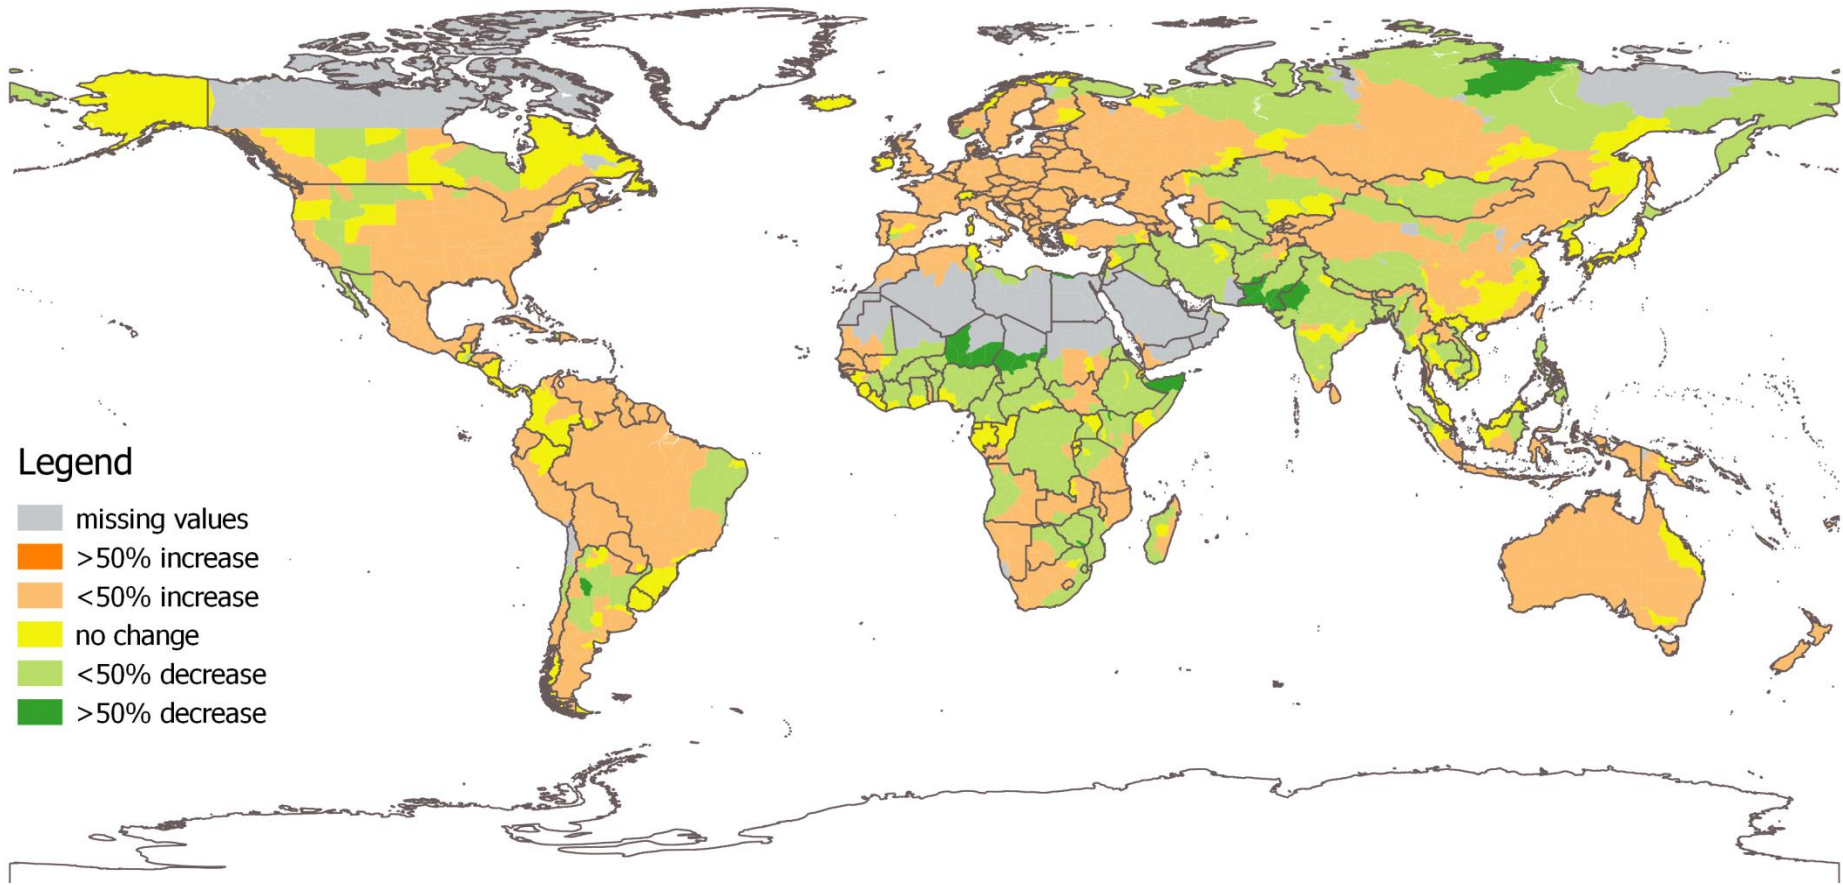 Legend
missing values
>50% increase
<50% increase
no change
<50% decrease
>50% decrease